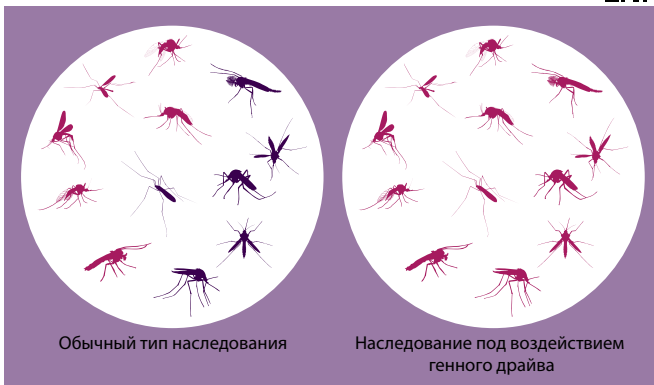 Обычный тип наследования
Наследование под воздействием
генного драйва